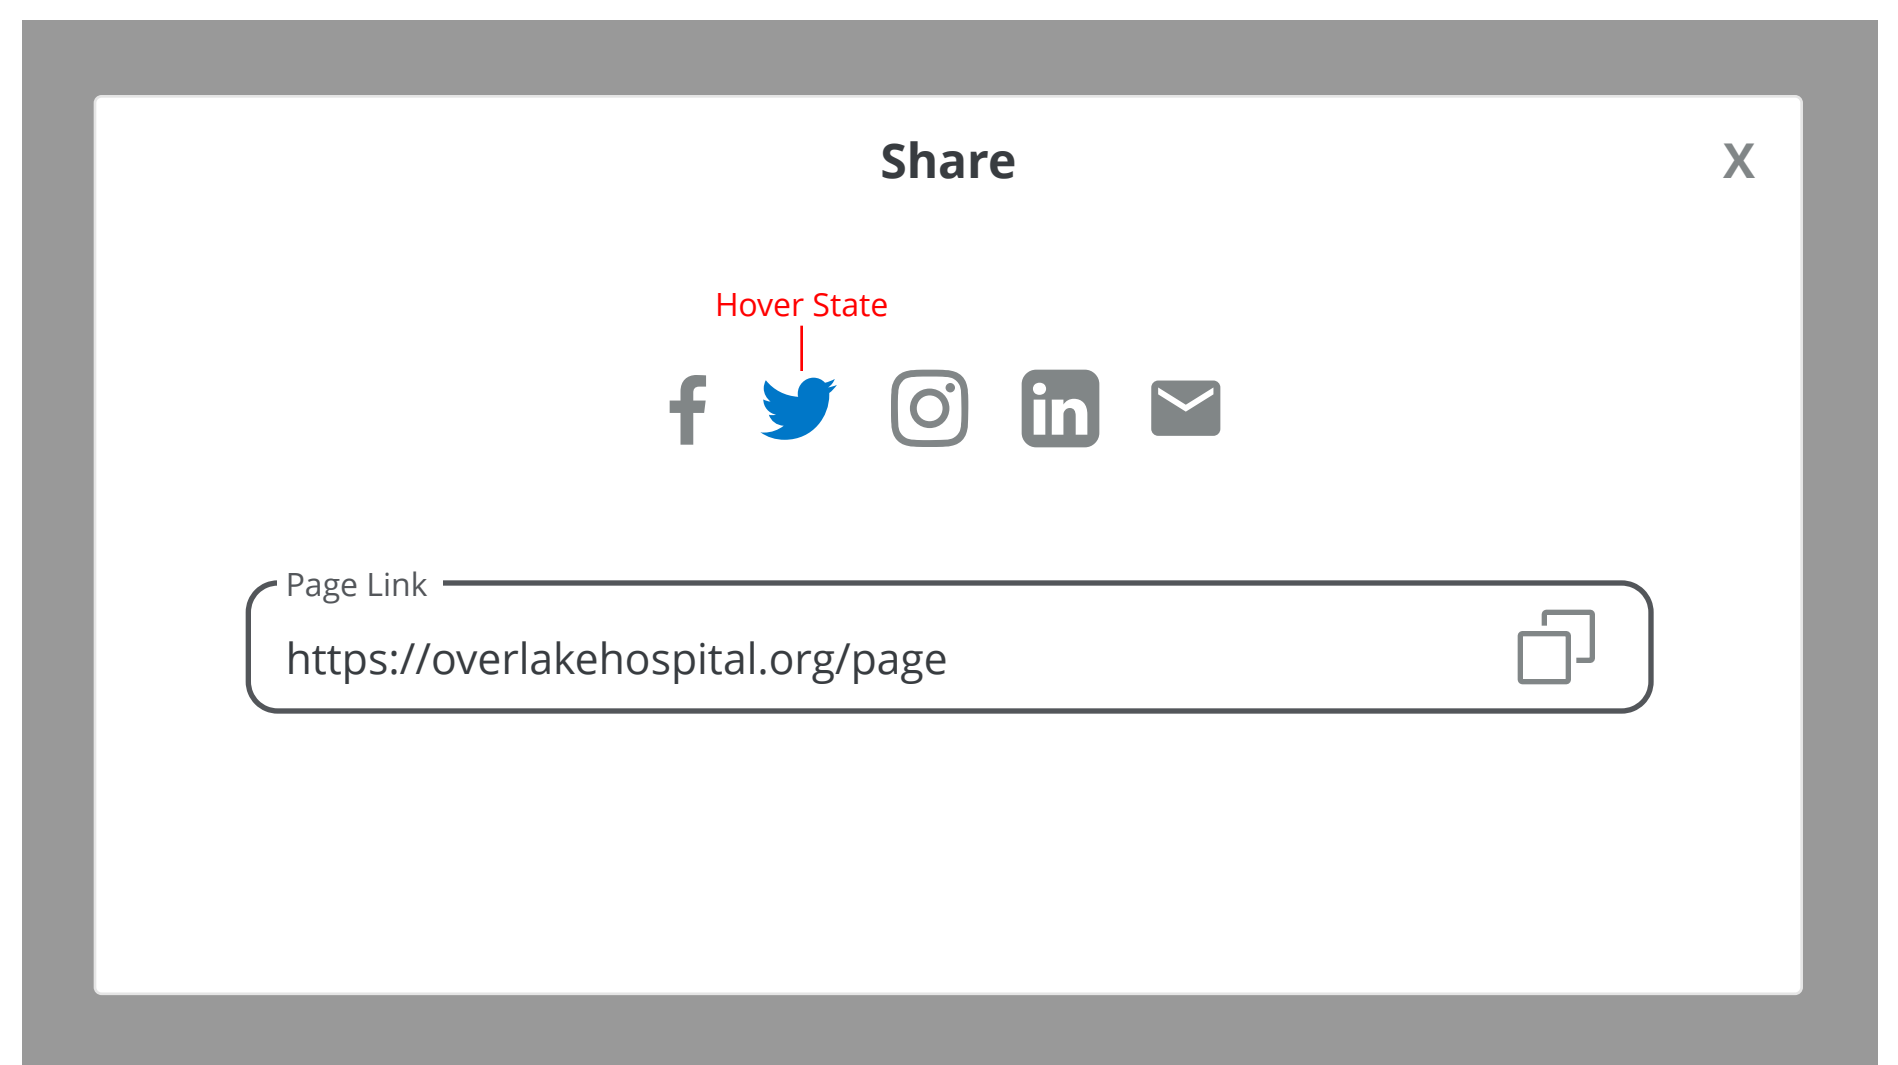 Share
X
Hover State
Page Link
https://overlakehospital.org/page